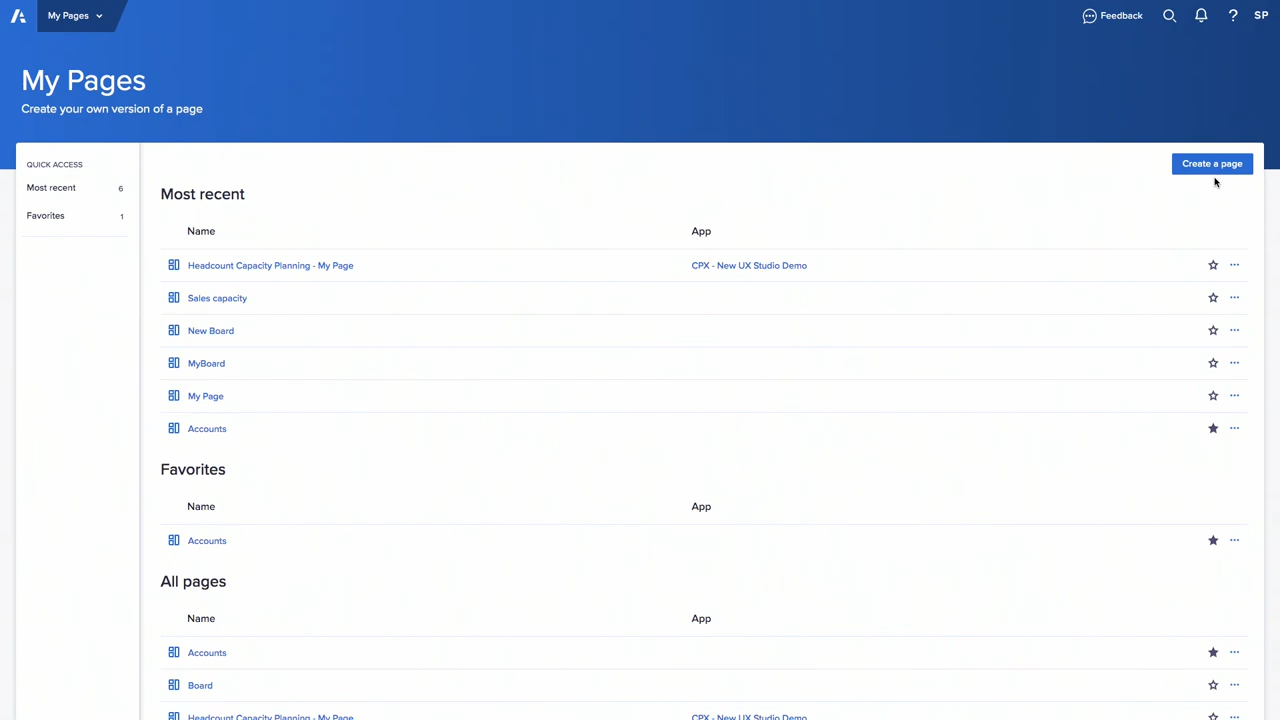 My Pages
Feedback
?
SP
My Pages
Create your own version of a page
QUICK ACCESS
Most recent 6
Favorites 1
Create a page
Most recent
Name App
Headcount Capacity Planning - My Page CPX - New UX Studio Demo
Sales capacity
New Board
MyBoard
My Page
Accounts
Favorites
Name App
Accounts
All pages
Name App
Accounts
Board
Headcount Capacity Planning - My Page CPX - New UX Studio Demo